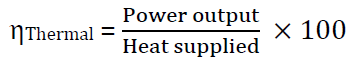 ηThermal = Power output / Heat supplied × 100